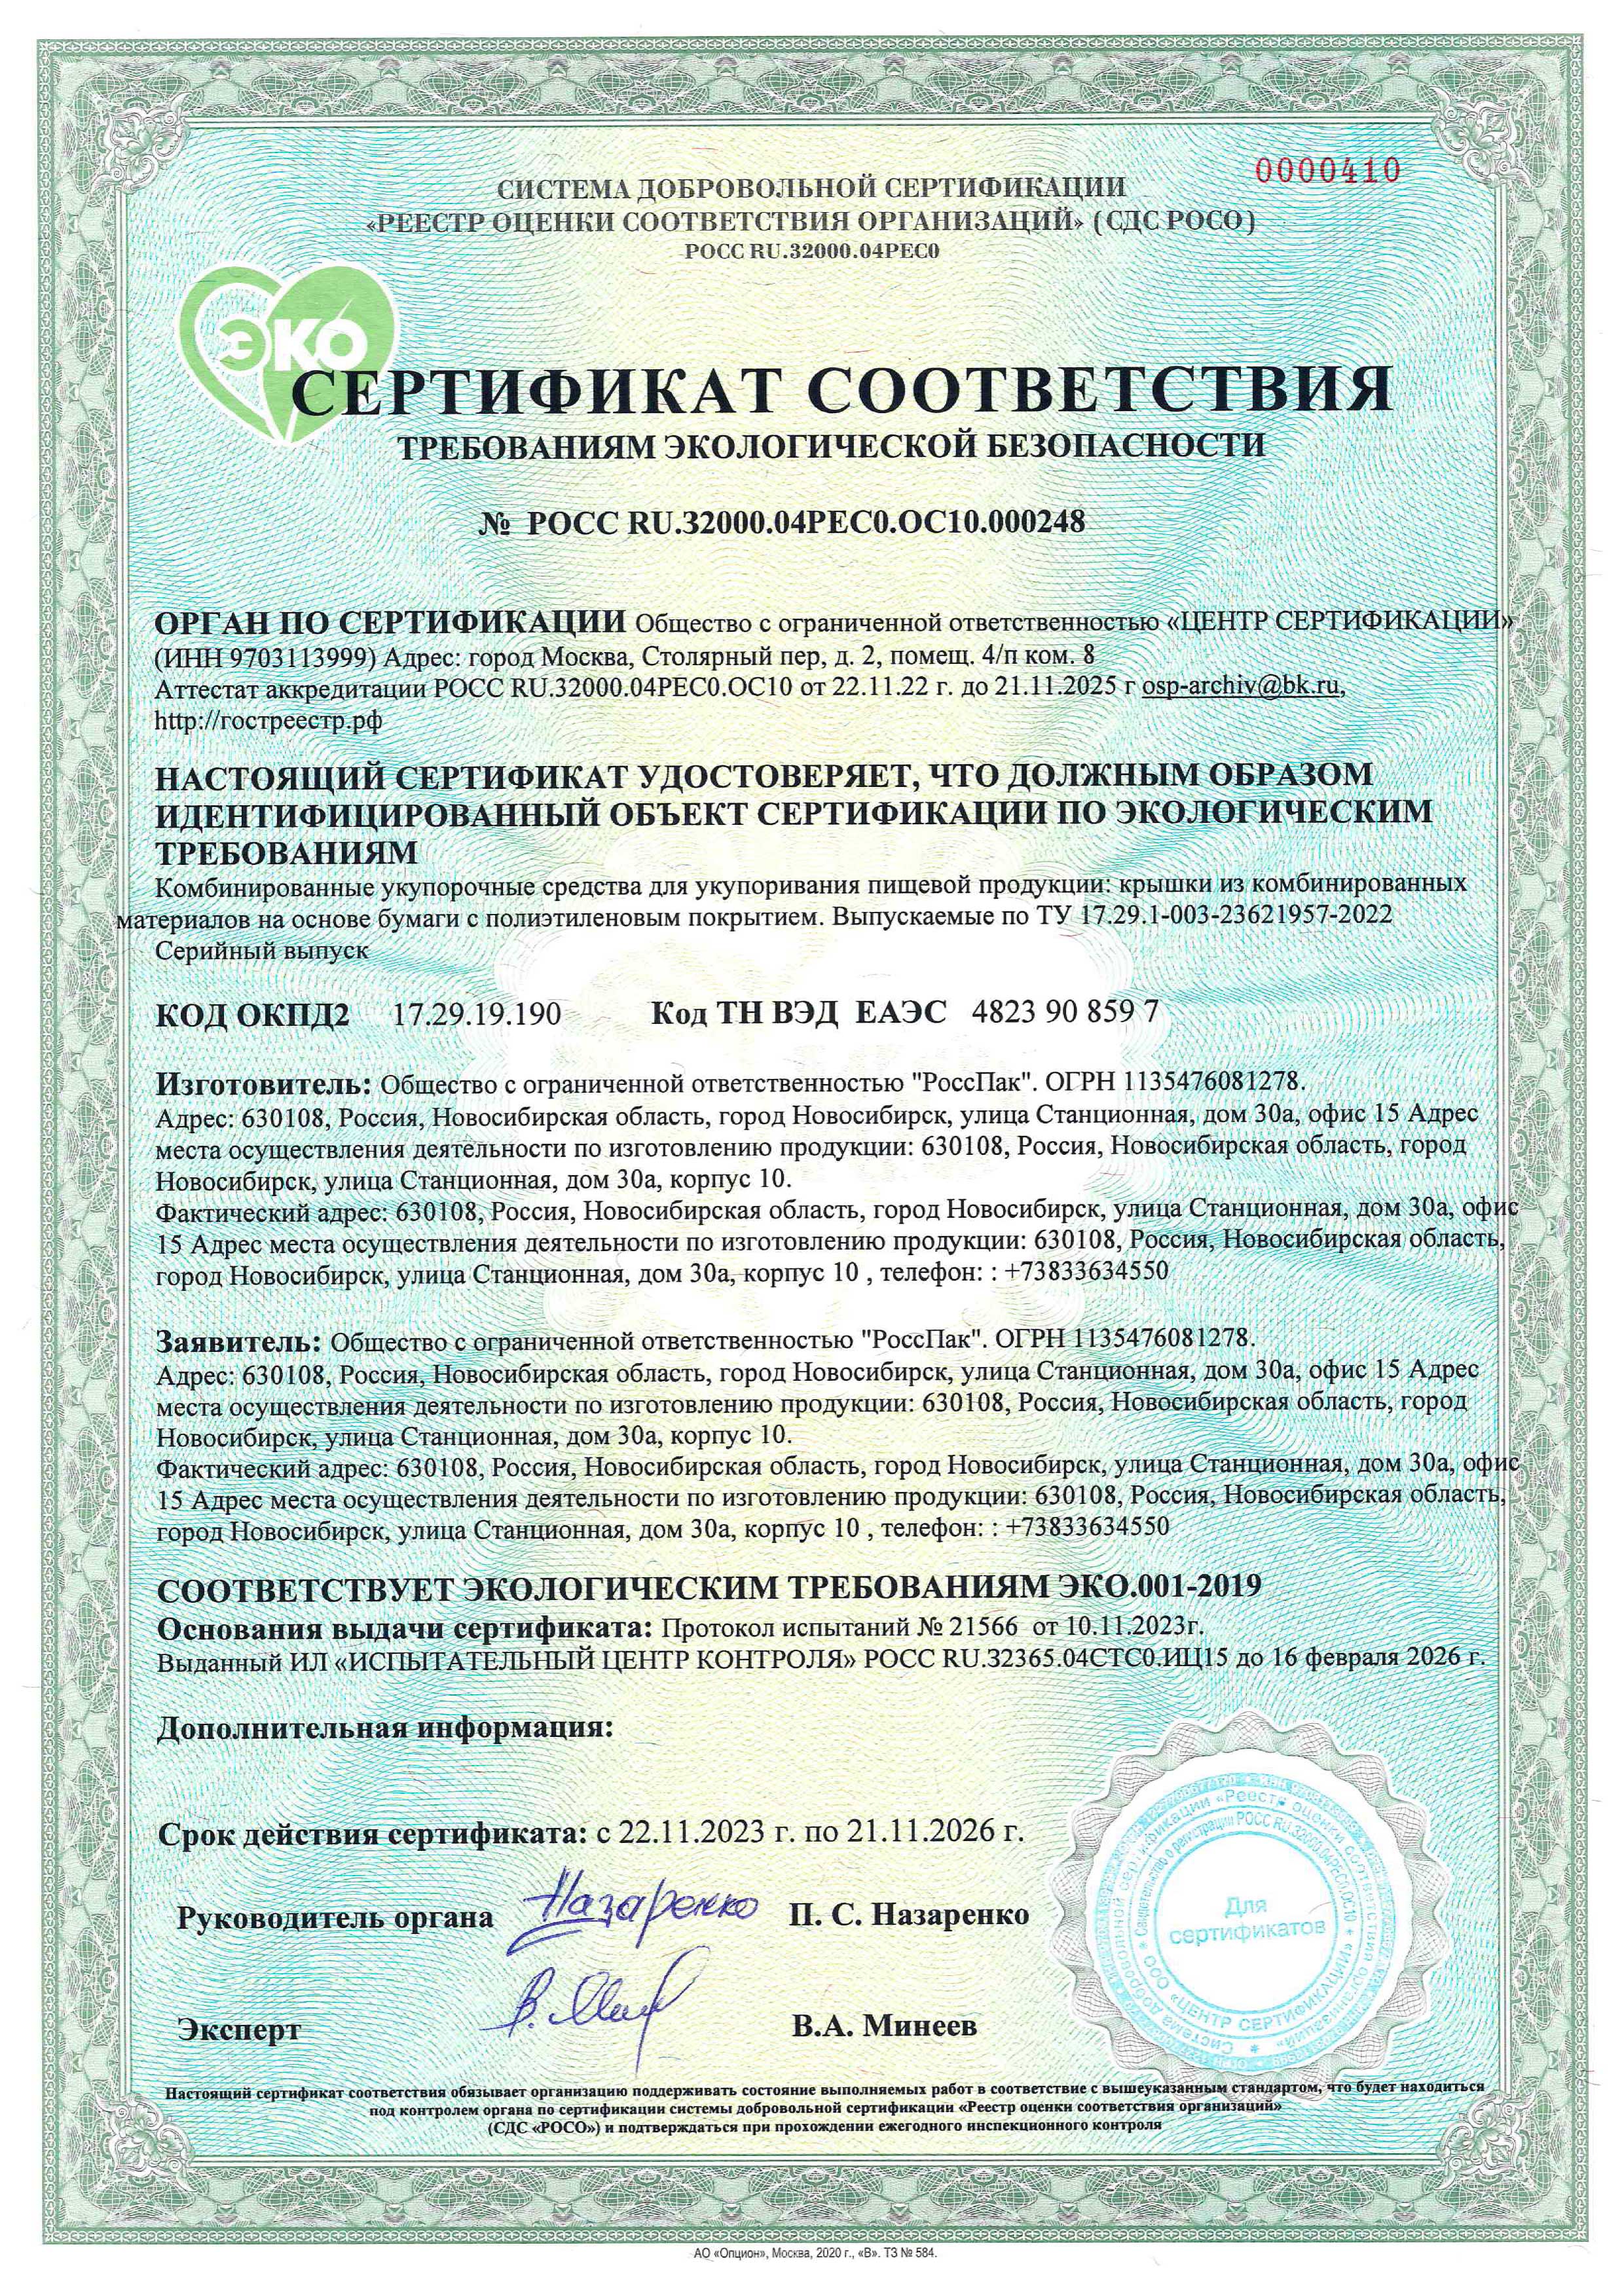 0000410
СИСТЕМА ДОБРОВОЛЬНОЙ СЕРТИФИКАЦИИ
«РЕЕСТР ОЦЕНКИ СООТВЕТСТВИЯ ОРГАНИЗАЦИЙ» (СДС РОСО)
РОСС RU.32000.04РЕС0
ЭКО
СЕРТИФИКАТ СООТВЕТСТВИЯ
ТРЕБОВАНИЯМ ЭКОЛОГИЧЕСКОЙ БЕЗОПАСНОСТИ
№ РОСС RU.32000.04РЕС0.ОС10.000248
ОРГАН ПО СЕРТИФИКАЦИИ Общество с ограниченной ответственностью «ЦЕНТР СЕРТИФИКАЦИИ»
(ИНН 9703113999) Адрес: город Москва, Столярный пер, д. 2, помещ. 4/п ком. 8
Аттестат аккредитации РОСС RU.32000.04РЕС0.ОС10 от 22.11.22 г. до 21.11.2025 г osp-archiv@bk.ru,
http://гостреестр.рф
НАСТОЯЩИЙ СЕРТИФИКАТ УДОСТОВЕРЯЕТ, ЧТО ДОЛЖНЫМ ОБРАЗОМ
ИДЕНТИФИЦИРОВАННЫЙ ОБЪЕКТ СЕРТИФИКАЦИИ ПО ЭКОЛОГИЧЕСКИМ
ТРЕБОВАНИЯМ
Комбинированные укупорочные средства для укупоривания пищевой продукции: крышки из комбинированных
материалов на основе бумаги с полиэтиленовым покрытием. Выпускаемые по ТУ 17.29.1-003-23621957-2022
Серийный выпуск
КОД ОКПД2 17.29.19.190 Код ТН ВЭД ЕАЭС 4823 90 859 7
Изготовитель: Общество с ограниченной ответственностью "РоссПак". ОГРН 1135476081278.
Адрес: 630108, Россия, Новосибирская область, город Новосибирск, улица Станционная, дом 30а, офис 15 Адрес
места осуществления деятельности по изготовлению продукции: 630108, Россия, Новосибирская область, город
Новосибирск, улица Станционная, дом 30а, корпус 10.
Фактический адрес: 630108, Россия, Новосибирская область, город Новосибирск, улица Станционная, дом 30а, офис
15 Адрес места осуществления деятельности по изготовлению продукции: 630108, Россия, Новосибирская область,
город Новосибирск, улица Станционная, дом 30а, корпус 10 , телефон: : +73833634550
Заявитель: Общество с ограниченной ответственностью "РоссПак". ОГРН 1135476081278.
Адрес: 630108, Россия, Новосибирская область, город Новосибирск, улица Станционная, дом 30а, офис 15 Адрес
места осуществления деятельности по изготовлению продукции: 630108, Россия, Новосибирская область, город
Новосибирск, улица Станционная, дом 30а, корпус 10.
Фактический адрес: 630108, Россия, Новосибирская область, город Новосибирск, улица Станционная, дом 30а, офис
15 Адрес места осуществления деятельности по изготовлению продукции: 630108, Россия, Новосибирская область,
город Новосибирск, улица Станционная, дом 30а, корпус 10 , телефон: : +73833634550
СООТВЕТСТВУЕТ ЭКОЛОГИЧЕСКИМ ТРЕБОВАНИЯМ ЭКО.001-2019
Основания выдачи сертификата: Протокол испытаний № 21566 от 10.11.2023г.
Выданный ИЛ «ИСПЫТАТЕЛЬНЫЙ ЦЕНТР КОНТРОЛЯ» РОСС RU.32365.04СТС0.ИЦ15 до 16 февраля 2026 г.
Дополнительная информация:
Срок действия сертификата: с 22.11.2023 г. по 21.11.2026 г.
Руководитель органа Назаренко П. С. Назаренко
Для
сертификатов
ООО «ЦЕНТР СЕРТИФИКАЦИИ»
Эксперт В.А. Минеев
Настоящий сертификат соответствия обязывает организацию поддерживать состояние выполняемых работ в соответствие с вышеуказанным стандартом, что будет находиться
под контролем органа по сертификации системы добровольной сертификации «Реестр оценки соответствия организаций»
(СДС «РОСО») и подтверждаться при прохождении ежегодного инспекционного контроля
АО «Опцион», Москва, 2020 г., «В». ТЗ № 584.